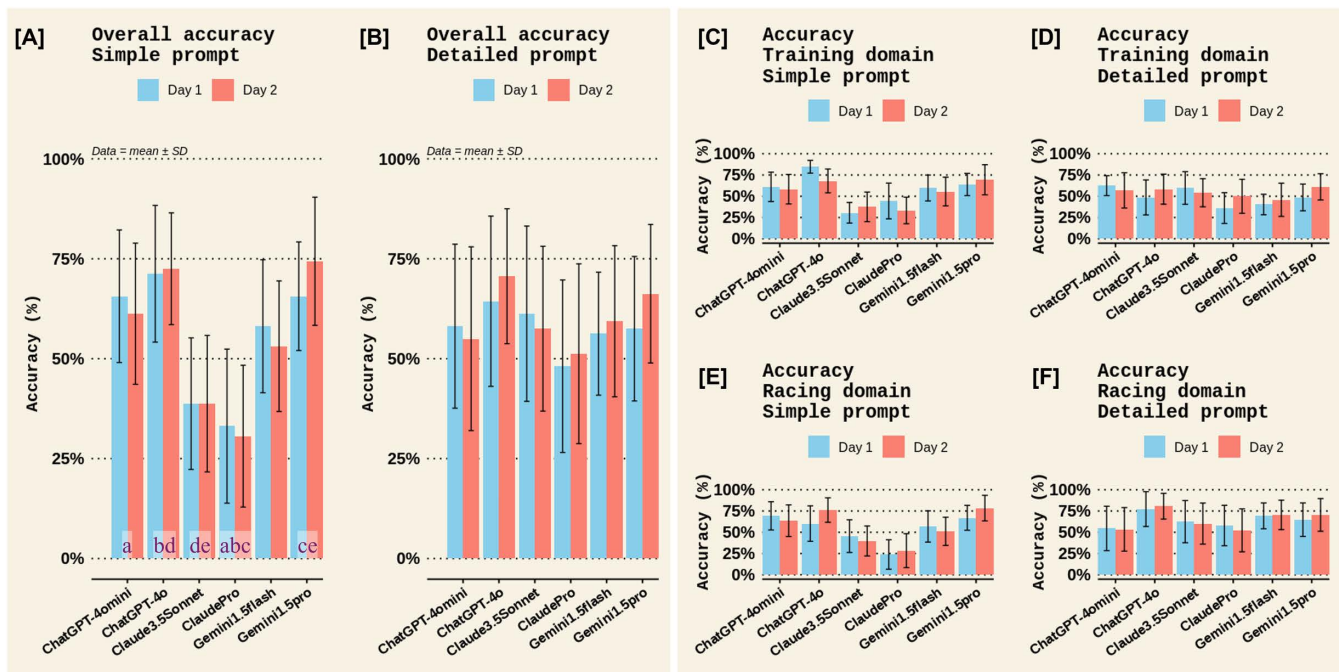 [A]
Overall accuracy
Simple prompt
Day 1
Day 2
Data = mean ± SD
100%
75%
50%
25%
0%
Accuracy (%)
a
bd
de
abc
ce
ChatGPT-4omini
ChatGPT-4o
Claude3.5Sonnet
ClaudePro
Gemini1.5flash
Gemini1.5pro
[B]
Overall accuracy
Detailed prompt
Day 1
Day 2
Data = mean ± SD
100%
75%
50%
25%
0%
Accuracy (%)
ChatGPT-4omini
ChatGPT-4o
Claude3.5Sonnet
ClaudePro
Gemini1.5flash
Gemini1.5pro
[C]
Accuracy
Training domain
Simple prompt
Day 1
Day 2
100%
75%
50%
25%
0%
Accuracy (%)
ChatGPT-4omini
ChatGPT-4o
Claude3.5Sonnet
ClaudePro
Gemini1.5flash
Gemini1.5pro
[D]
Accuracy
Training domain
Detailed prompt
Day 1
Day 2
100%
75%
50%
25%
0%
Accuracy (%)
ChatGPT-4omini
ChatGPT-4o
Claude3.5Sonnet
ClaudePro
Gemini1.5flash
Gemini1.5pro
[E]
Accuracy
Racing domain
Simple prompt
Day 1
Day 2
100%
75%
50%
25%
0%
Accuracy (%)
ChatGPT-4omini
ChatGPT-4o
Claude3.5Sonnet
ClaudePro
Gemini1.5flash
Gemini1.5pro
[F]
Accuracy
Racing domain
Detailed prompt
Day 1
Day 2
100%
75%
50%
25%
0%
Accuracy (%)
ChatGPT-4omini
ChatGPT-4o
Claude3.5Sonnet
ClaudePro
Gemini1.5flash
Gemini1.5pro